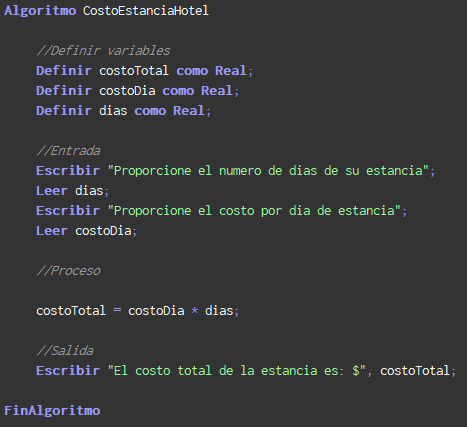 Algoritmo CostoEstanciaHotel
//Definir variables
Definir costoTotal como Real;
Definir costoDia como Real;
Definir dias como Real;
//Entrada
Escribir "Proporcione el numero de dias de su estancia";
Leer dias;
Escribir "Proporcione el costo por dia de estancia";
Leer costoDia;
//Proceso
costoTotal = costoDia * dias;
//Salida
Escribir "El costo total de la estancia es: $", costoTotal;
FinAlgoritmo